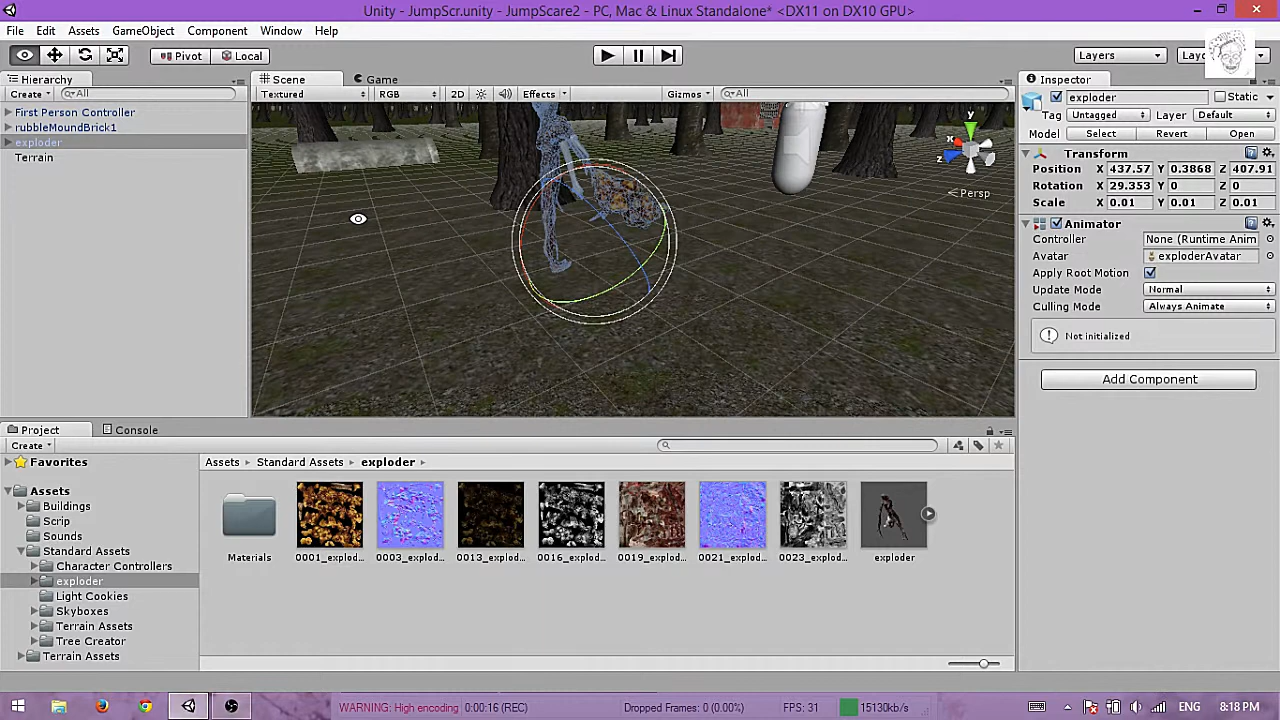 Unity - JumpScr.unity - JumpScare2 - PC, Mac & Linux Standalone* <DX11 on DX10 GPU>
File Edit Assets GameObject Component Window Help
Pivot Local Layers
Hierarchy
Create All
First Person Controller
rubbleMoundBrick1
exploder
Terrain
Scene Game
Textured RGB 2D Effects Gizmos All
y
x
z
Persp
Inspector
exploder Static
Tag Untagged Layer Default
Model Select Revert Open
Transform
Position X 437.57 Y 0.3868 Z 407.91
Rotation X 29.353 Y 0 Z 0
Scale X 0.01 Y 0.01 Z 0.01
Animator
Controller None (Runtime Anim
Avatar exploderAvatar
Apply Root Motion
Update Mode Normal
Culling Mode Always Animate
Not initialized
Add Component
Project Console
Create
Favorites
Assets
Buildings
Scrip
Sounds
Standard Assets
Character Controllers
exploder
Light Cookies
Skyboxes
Terrain Assets
Tree Creator
Terrain Assets
Assets Standard Assets exploder
Materials 0001_explod... 0003_explod... 0013_explod... 0016_explod... 0019_explod... 0021_explod... 0023_explod... exploder
WARNING: High encoding 0:00:16 (REC) Dropped Frames: 0 (0.00%) FPS: 31 15130kb/s
ENG 8:18 PM